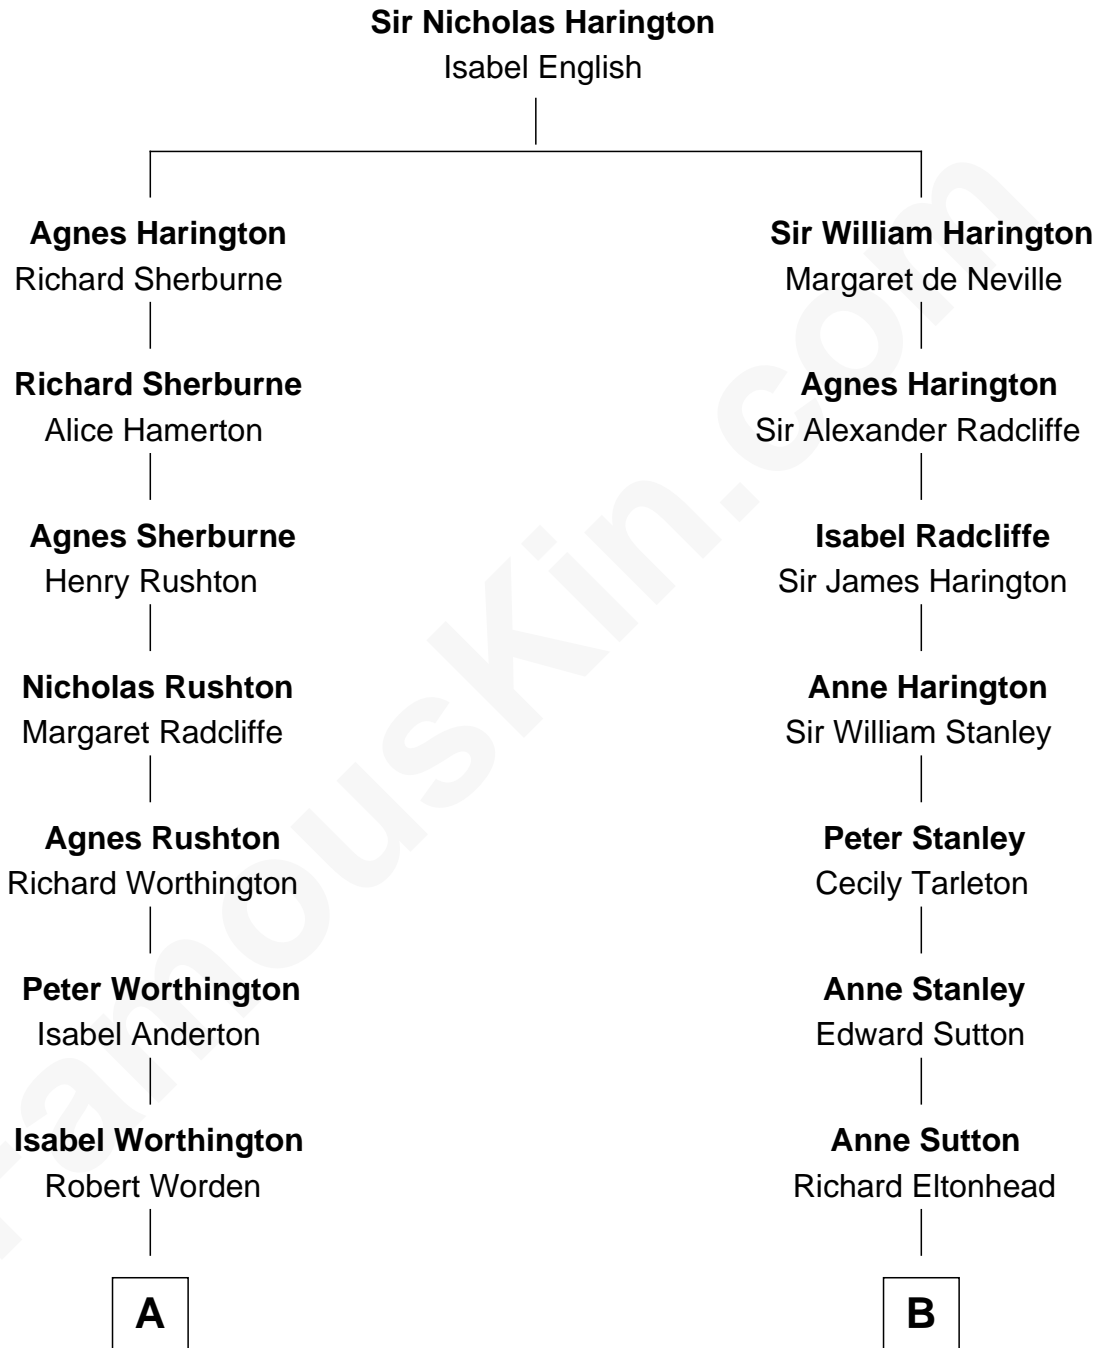 Sir Nicholas Harington
Isabel English
Agnes Harington
Richard Sherburne
Sir William Harington
Margaret de Neville
Richard Sherburne
Alice Hamerton
Agnes Harington
Sir Alexander Radcliffe
Agnes Sherburne
Henry Rushton
Isabel Radcliffe
Sir James Harington
Nicholas Rushton
Margaret Radcliffe
Anne Harington
Sir William Stanley
Agnes Rushton
Richard Worthington
Peter Stanley
Cecily Tarleton
Peter Worthington
Isabel Anderton
Anne Stanley
Edward Sutton
Isabel Worthington
Robert Worden
Anne Sutton
Richard Eltonhead
A
B
FamousKin.com